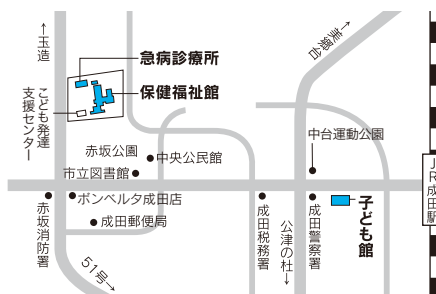 ←玉造
急病診療所
保健福祉館
こども発達
支援センター
→美郷台
赤坂公園
中央公民館
市立図書館
中台運動公園
ボンベルタ成田店
成田郵便局
赤坂消防署
51号→
成田税務署
公津の杜→
成田警察署
子ども館
JR成田駅